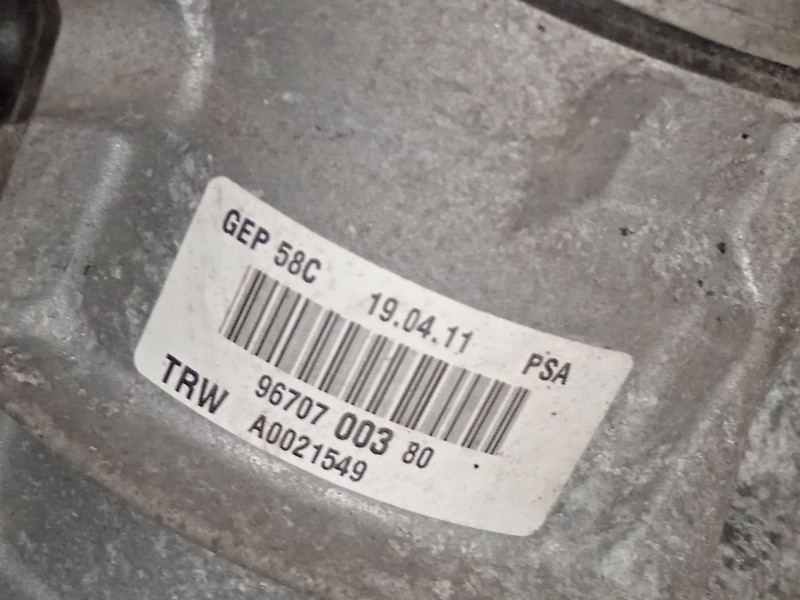 GEP 58C 19.04.11 PSA
TRW 96707 003 80
A0021549